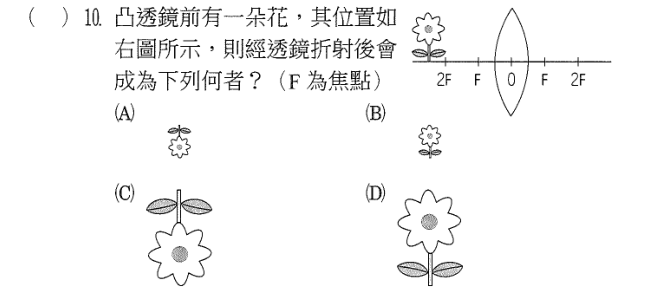 (　) 10. 凸透鏡前有一朵花，其位置如
右圖所示，則經透鏡折射後會
成為下列何者？（F 為焦點）
2F F O F 2F
(A) (B)
(C) (D)